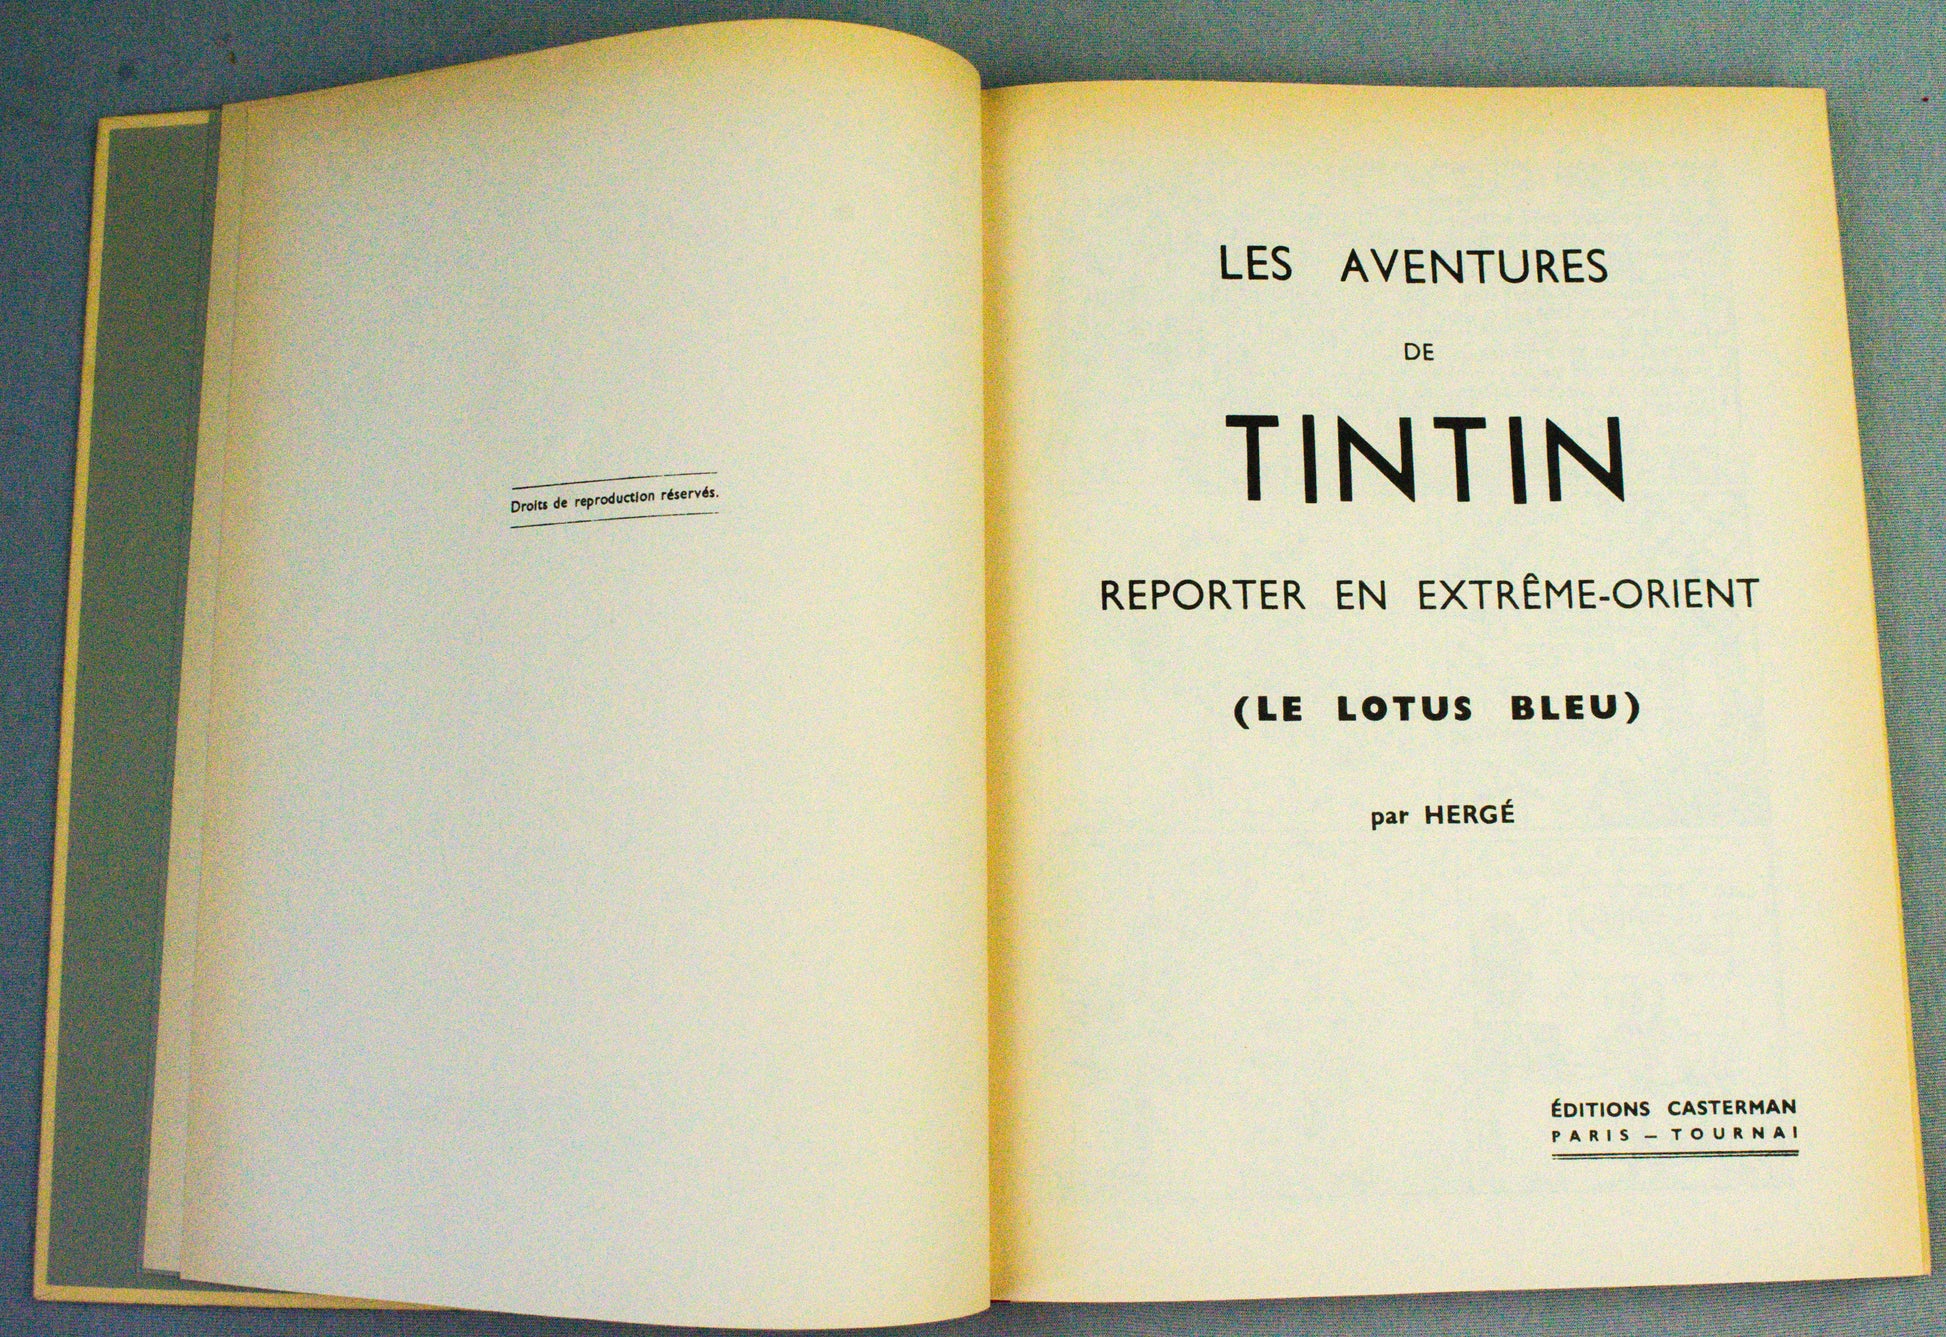 Droits de reproduction réservés.
LES AVENTURES
DE
TINTIN
REPORTER EN EXTRÊME-ORIENT
(LE LOTUS BLEU)
par HERGÉ
ÉDITIONS CASTERMAN
PARIS – TOURNAI